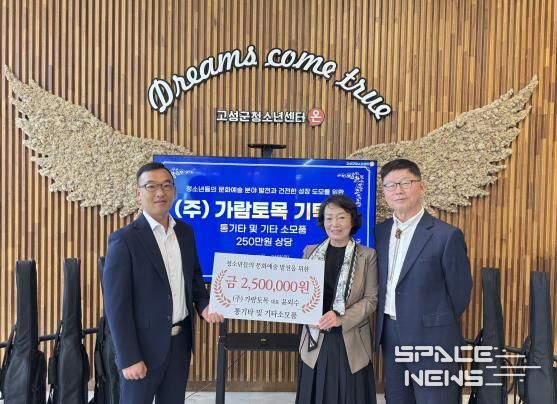 Dreams come true
고성군청소년센터 온
청소년들의 문화예술 분야 발전과 건전한 성장 도모를 위한
(주) 가람토목 기탁
통기타 및 기타 소모품
250만원 상당
청소년들의 문화예술 발전을 위한
금 2,500,000원
(주) 가람토목 대표 윤외수
통기타 및 기타소모품
SPACE
NEWS